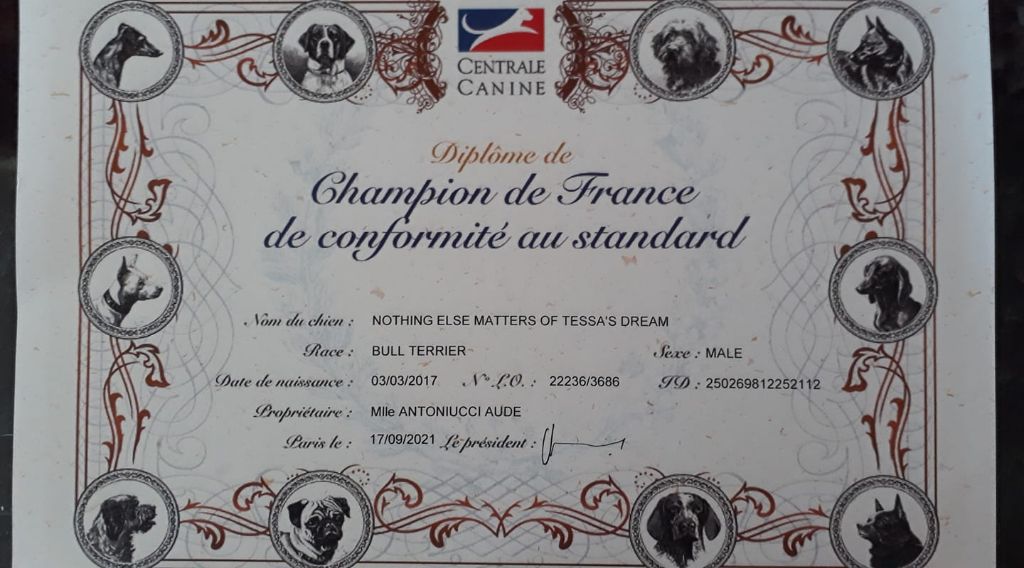 CENTRALE
CANINE
Diplôme de
Champion de France
de conformité au standard
Nom du chien : NOTHING ELSE MATTERS OF TESSA'S DREAM
Race : BULL TERRIER Sexe : MALE
Date de naissance : 03/03/2017 N° L.O. : 22236/3686 ID : 250269812252112
Propriétaire : Mlle ANTONIUCCI AUDE
Paris le : 17/09/2021 Le président :